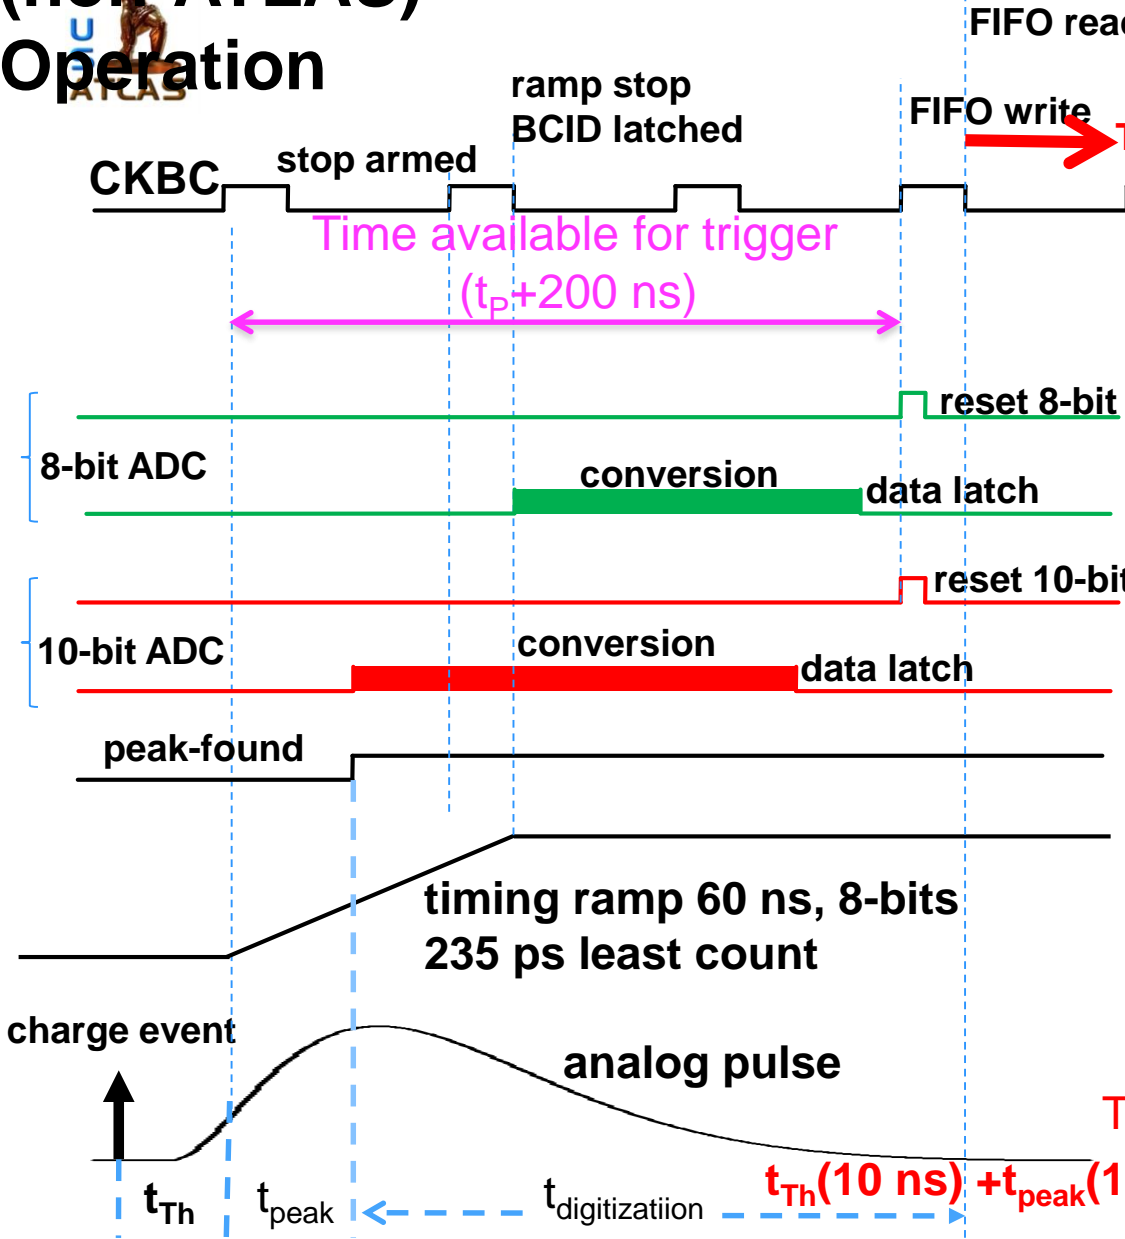 (non-ATLAS)
Operation
ATLAS
FIFO
ramp stop
BCID latched
FIFO write
stop armed
CKBC
Time available for trigger
(tP+200 ns)
reset 8-bit
8-bit ADC
conversion
data latch
reset 10-bit
10-bit ADC
conversion
data latch
peak-found
timing ramp 60 ns, 8-bits
235 ps least count
charge event
analog pulse
tTh(10 ns) +tpeak(1
tTh
tpeak
tdigitizatiion